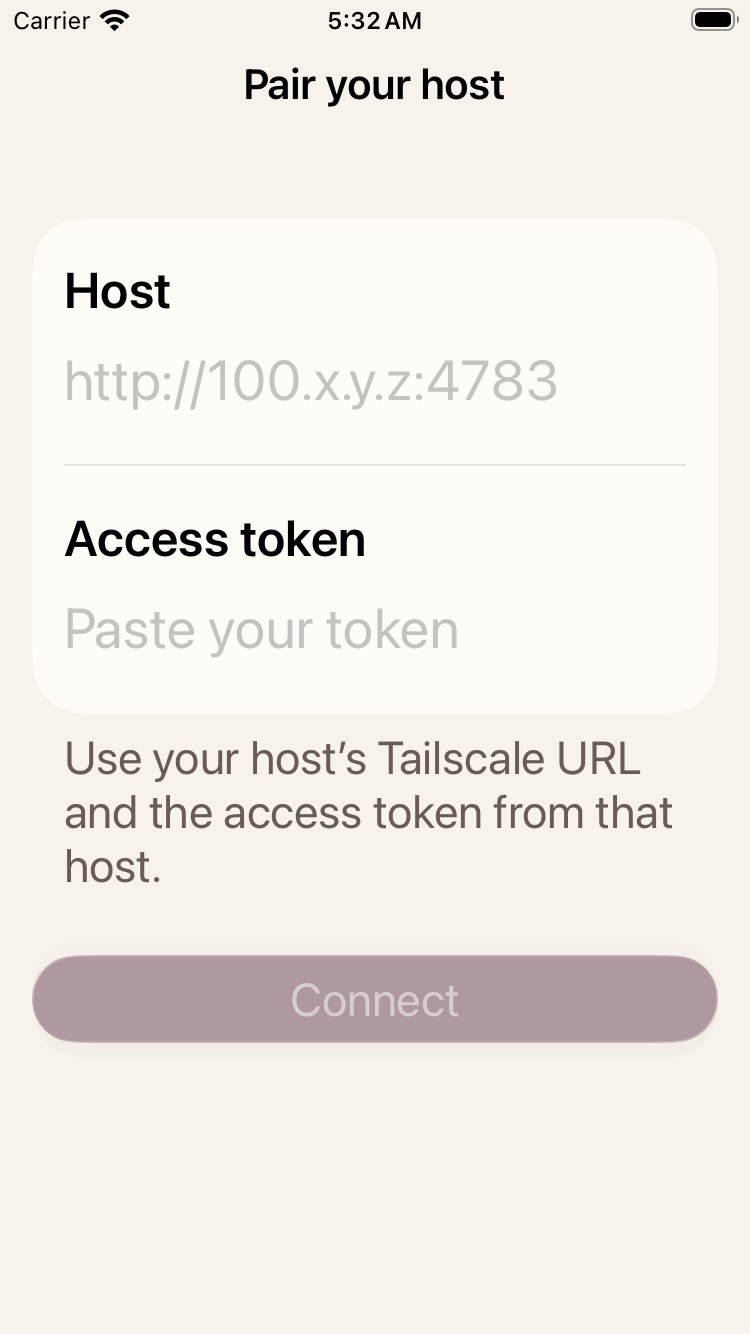 Carrier 5:32 AM
Pair your host
Host
http://100.x.y.z:4783
Access token
Paste your token
Use your host’s Tailscale URL
and the access token from that
host.
Connect